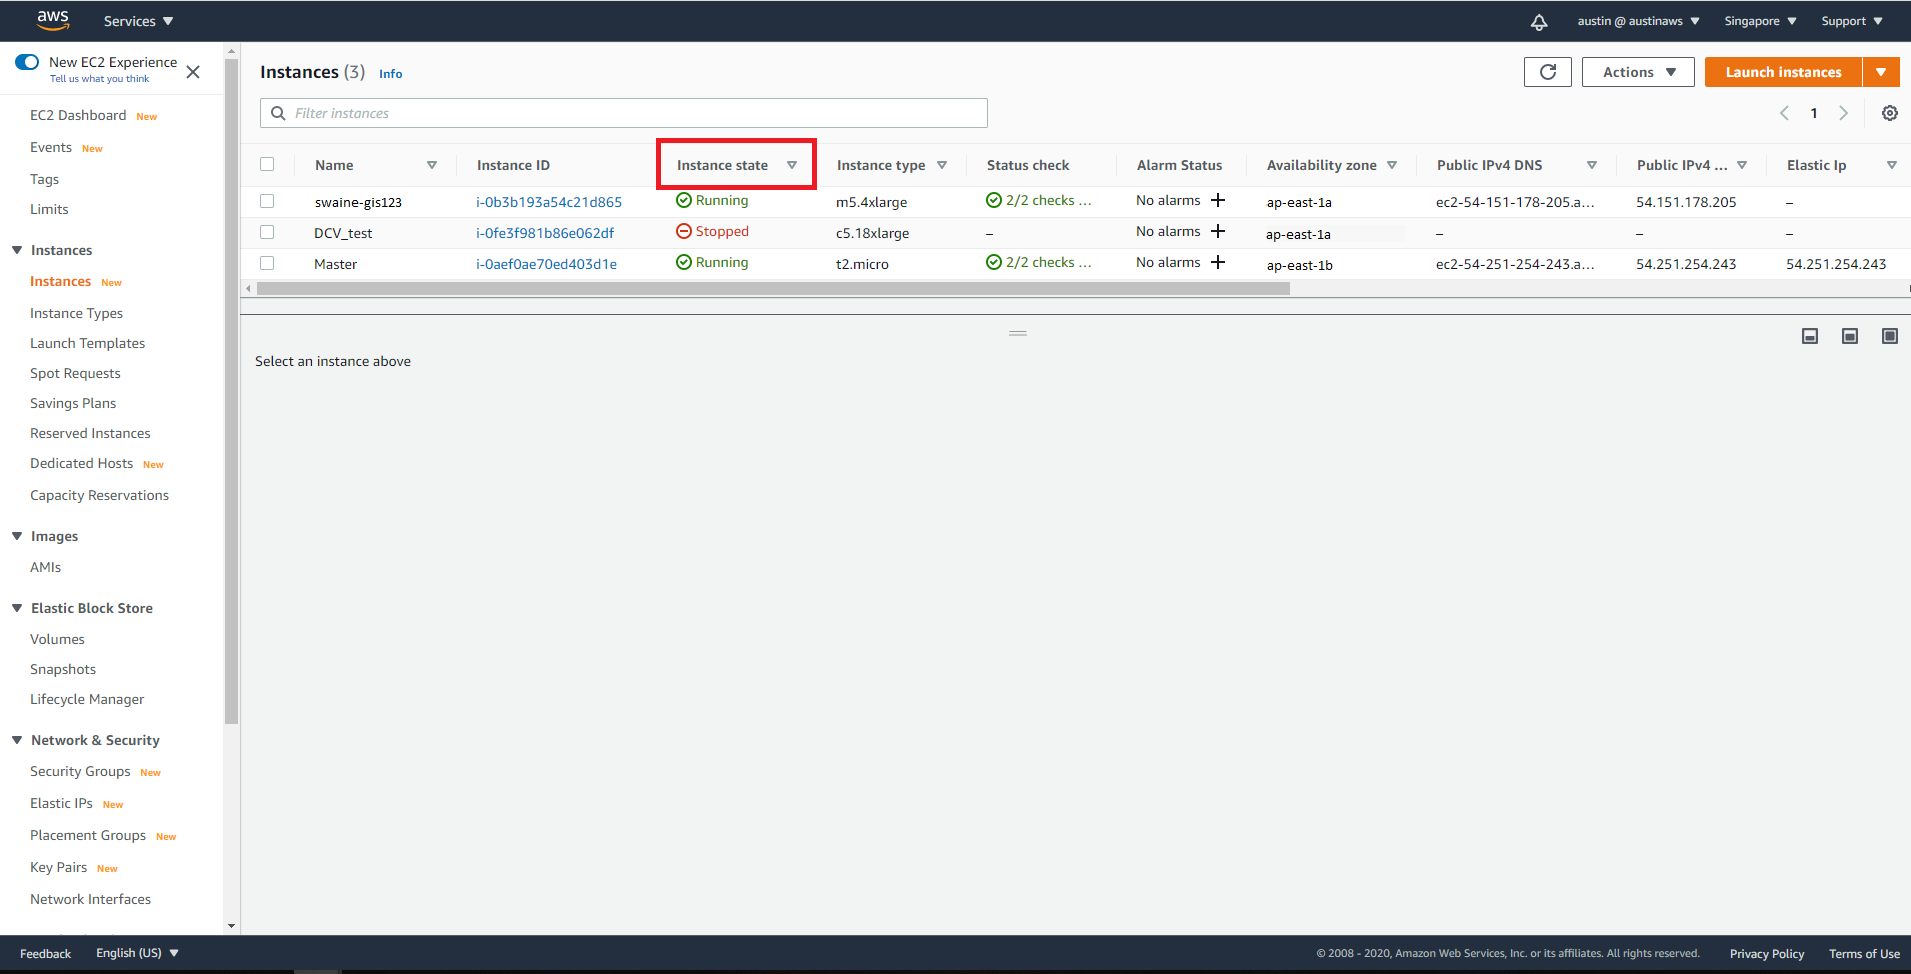 aws Services austin @ austinaws Singapore Support
New EC2 Experience
Tell us what you think
EC2 Dashboard New
Events New
Tags
Limits
Instances
Instances New
Instance Types
Launch Templates
Spot Requests
Savings Plans
Reserved Instances
Dedicated Hosts New
Capacity Reservations
Images
AMIs
Elastic Block Store
Volumes
Snapshots
Lifecycle Manager
Network & Security
Security Groups New
Elastic IPs New
Placement Groups New
Key Pairs New
Network Interfaces
Instances (3) Info
Actions Launch instances
Filter instances
1
Name Instance ID Instance state Instance type Status check Alarm Status Availability zone Public IPv4 DNS Public IPv4 ... Elastic Ip
swaine-gis123 i-0b3b193a54c21d865 Running m5.4xlarge 2/2 checks ... No alarms + ap-east-1a ec2-54-151-178-205.a... 54.151.178.205 –
DCV_test i-0fe3f981b86e062df Stopped c5.18xlarge – No alarms + ap-east-1a – – –
Master i-0aef0ae70ed403d1e Running t2.micro 2/2 checks ... No alarms + ap-east-1b ec2-54-251-254-243.a... 54.251.254.243 54.251.254.243
Select an instance above
Feedback English (US) © 2008 - 2020, Amazon Web Services, Inc. or its affiliates. All rights reserved. Privacy Policy Terms of Use